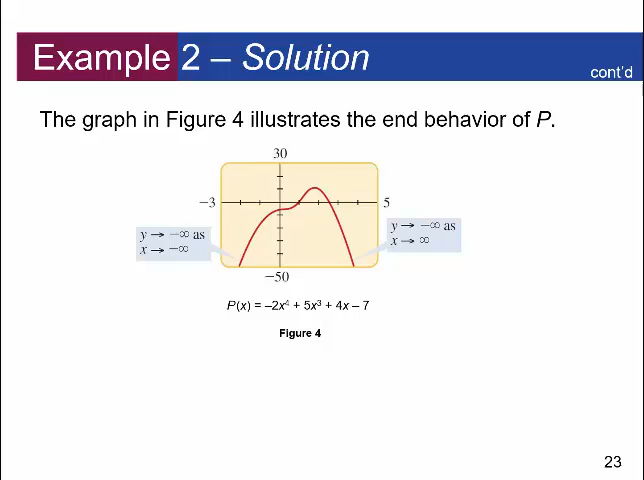 Example 2 – Solution
cont'd
The graph in Figure 4 illustrates the end behavior of P.
30
−3
5
y → −∞ as
x → −∞
y → −∞ as
x → ∞
−50
P(x) = –2x⁴ + 5x³ + 4x – 7
Figure 4
23